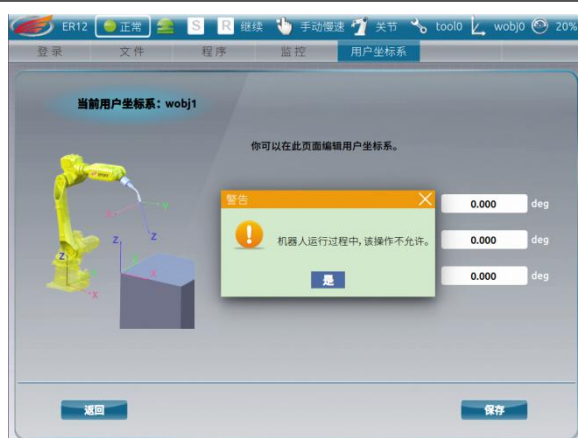 ER12 正常 S R 继续 手动慢速 关节 tool0 wobj0 20%
登录 文件 程序 监控 用户坐标系
当前用户坐标系：wobj1
你可以在此页面编辑用户坐标系。
警告
机器人运行过程中，该操作不允许。
是
0.000 deg
0.000 deg
0.000 deg
Z
Y
X
Z
Z
Y
X
X
返回 保存